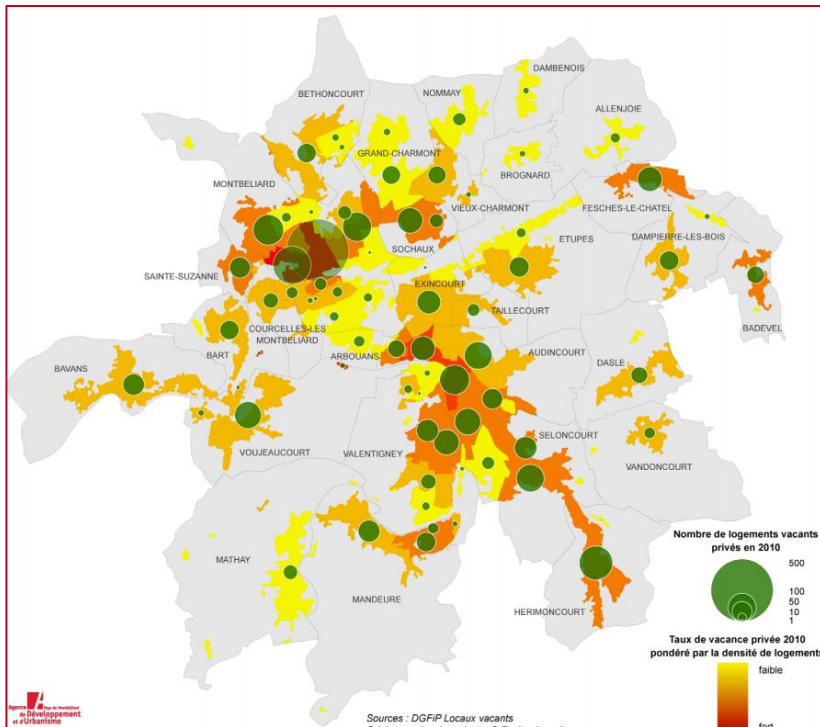 DAMBENOIS
NOMMAY
BETHONCOURT
ALLENJOIE
GRAND-CHARMONT
BROGNARD
MONTBELIARD
VIEUX-CHARMONT
FESCHES-LE-CHATEL
SOCHAUX
ETUPES
DAMPIERRE-LES-BOIS
SAINTE-SUZANNE
EXINCOURT
TAILLECOURT
BADEVEL
COURCELLES-LES
MONTBELIARD
BART
ARBOUANS
AUDINCOURT
DASLE
BAVANS
VOUJEAUCOURT
VALENTIGNEY
SELONCOURT
VANDONCOURT
MATHAY
MANDEURE
HERIMONCOURT
Nombre de logements vacants
privés en 2010
500
100
50
10
1
Taux de vacance privée 2010
pondéré par la densité de logements
faible
fort
Agence
Pays de Montbéliard
de Développement
et d'Urbanisme
Sources : DGFiP Locaux vacants